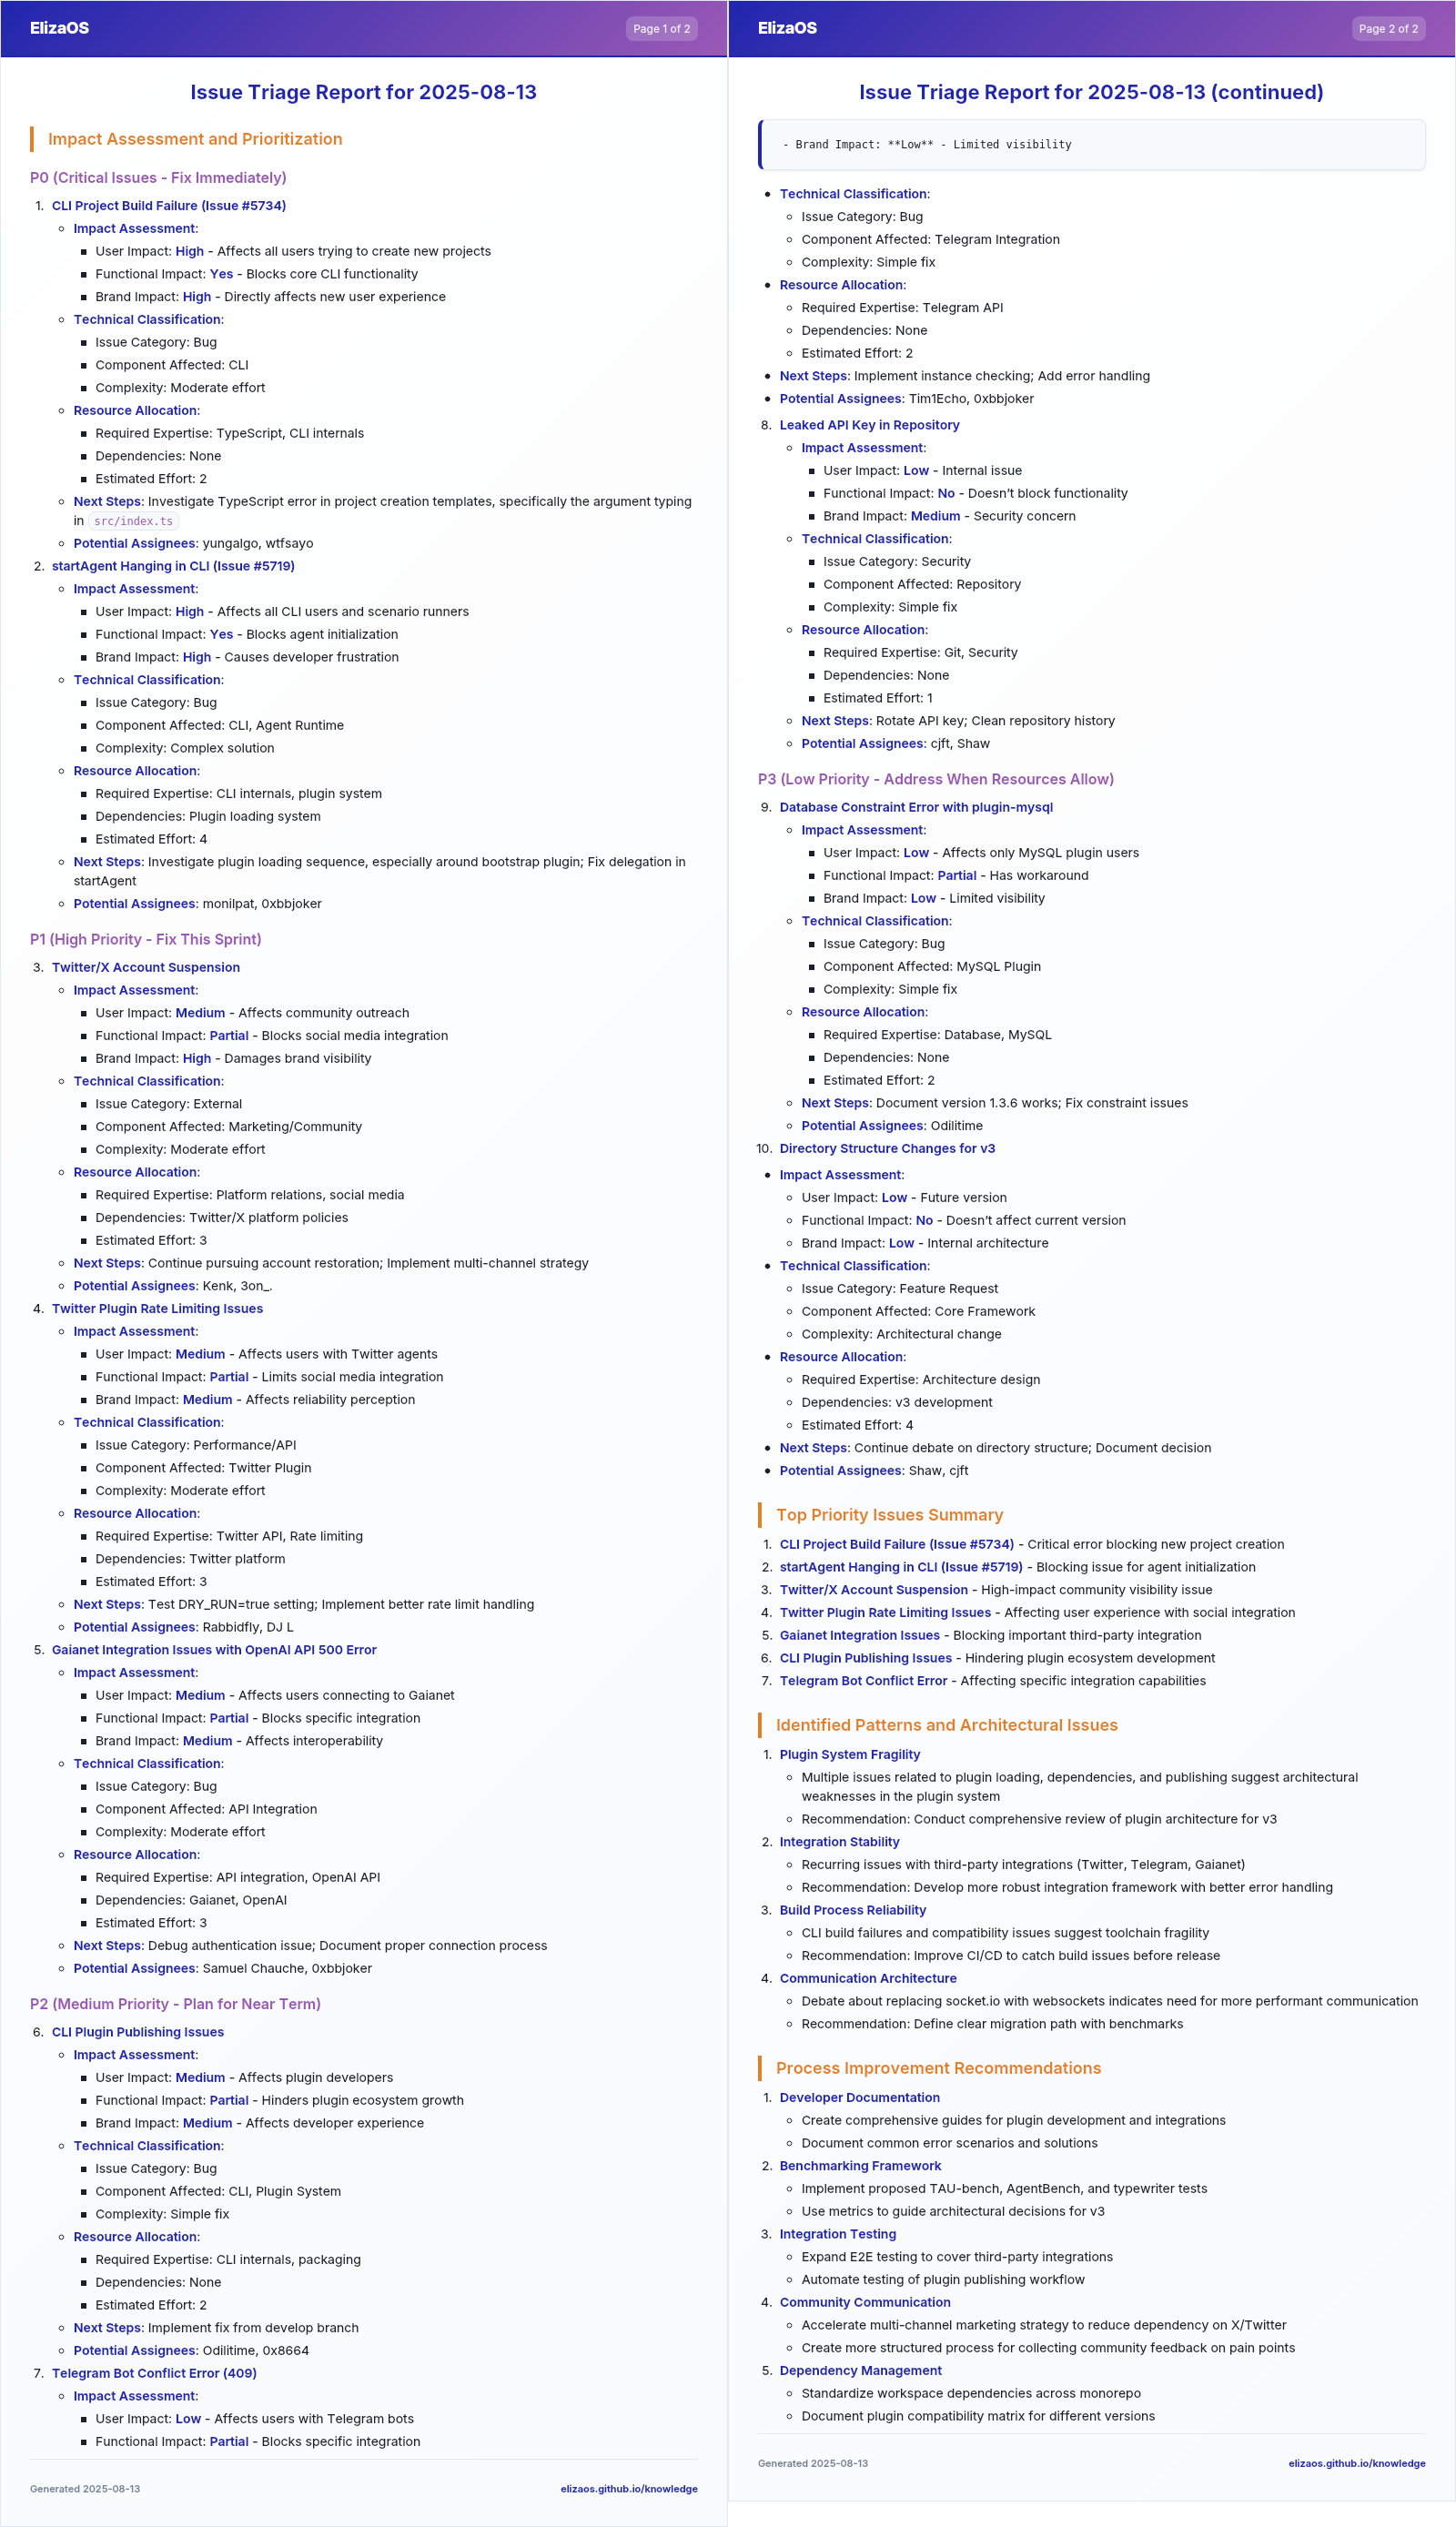 ElizaOS
Page 1 of 2
Issue Triage Report for 2025-08-13
Impact Assessment and Prioritization
P0 (Critical Issues - Fix Immediately)
1. CLI Project Build Failure (Issue #5734)
Impact Assessment:
User Impact: High - Affects all users trying to create new projects
Functional Impact: Yes - Blocks core CLI functionality
Brand Impact: High - Directly affects new user experience
Technical Classification:
Issue Category: Bug
Component Affected: CLI
Complexity: Moderate effort
Resource Allocation:
Required Expertise: TypeScript, CLI internals
Dependencies: None
Estimated Effort: 2
Next Steps: Investigate TypeScript error in project creation templates, specifically the argument typing
in src/index.ts
Potential Assignees: yungalgo, wtfsayo
2. startAgent Hanging in CLI (Issue #5719)
Impact Assessment:
User Impact: High - Affects all CLI users and scenario runners
Functional Impact: Yes - Blocks agent initialization
Brand Impact: High - Causes developer frustration
Technical Classification:
Issue Category: Bug
Component Affected: CLI, Agent Runtime
Complexity: Complex solution
Resource Allocation:
Required Expertise: CLI internals, plugin system
Dependencies: Plugin loading system
Estimated Effort: 4
Next Steps: Investigate plugin loading sequence, especially around bootstrap plugin; Fix delegation in
startAgent
Potential Assignees: monilpat, 0xbbjoker
P1 (High Priority - Fix This Sprint)
3. Twitter/X Account Suspension
Impact Assessment:
User Impact: Medium - Affects community outreach
Functional Impact: Partial - Blocks social media integration
Brand Impact: High - Damages brand visibility
Technical Classification:
Issue Category: External
Component Affected: Marketing/Community
Complexity: Moderate effort
Resource Allocation:
Required Expertise: Platform relations, social media
Dependencies: Twitter/X platform policies
Estimated Effort: 3
Next Steps: Continue pursuing account restoration; Implement multi-channel strategy
Potential Assignees: Kenk, 3on_.
4. Twitter Plugin Rate Limiting Issues
Impact Assessment:
User Impact: Medium - Affects users with Twitter agents
Functional Impact: Partial - Limits social media integration
Brand Impact: Medium - Affects reliability perception
Technical Classification:
Issue Category: Performance/API
Component Affected: Twitter Plugin
Complexity: Moderate effort
Resource Allocation:
Required Expertise: Twitter API, Rate limiting
Dependencies: Twitter platform
Estimated Effort: 3
Next Steps: Test DRY_RUN=true setting; Implement better rate limit handling
Potential Assignees: Rabbidfly, DJ L
5. Gaianet Integration Issues with OpenAI API 500 Error
Impact Assessment:
User Impact: Medium - Affects users connecting to Gaianet
Functional Impact: Partial - Blocks specific integration
Brand Impact: Medium - Affects interoperability
Technical Classification:
Issue Category: Bug
Component Affected: API Integration
Complexity: Moderate effort
Resource Allocation:
Required Expertise: API integration, OpenAI API
Dependencies: Gaianet, OpenAI
Estimated Effort: 3
Next Steps: Debug authentication issue; Document proper connection process
Potential Assignees: Samuel Chauche, 0xbbjoker
P2 (Medium Priority - Plan for Near Term)
6. CLI Plugin Publishing Issues
Impact Assessment:
User Impact: Medium - Affects plugin developers
Functional Impact: Partial - Hinders plugin ecosystem growth
Brand Impact: Medium - Affects developer experience
Technical Classification:
Issue Category: Bug
Component Affected: CLI, Plugin System
Complexity: Simple fix
Resource Allocation:
Required Expertise: CLI internals, packaging
Dependencies: None
Estimated Effort: 2
Next Steps: Implement fix from develop branch
Potential Assignees: Odilitime, 0x8664
7. Telegram Bot Conflict Error (409)
Impact Assessment:
User Impact: Low - Affects users with Telegram bots
Functional Impact: Partial - Blocks specific integration
Generated 2025-08-13
elizaos.github.io/knowledge
ElizaOS
Page 2 of 2
Issue Triage Report for 2025-08-13 (continued)
- Brand Impact: **Low** - Limited visibility
Technical Classification:
Issue Category: Bug
Component Affected: Telegram Integration
Complexity: Simple fix
Resource Allocation:
Required Expertise: Telegram API
Dependencies: None
Estimated Effort: 2
Next Steps: Implement instance checking; Add error handling
Potential Assignees: Tim1Echo, 0xbbjoker
8. Leaked API Key in Repository
Impact Assessment:
User Impact: Low - Internal issue
Functional Impact: No - Doesn't block functionality
Brand Impact: Medium - Security concern
Technical Classification:
Issue Category: Security
Component Affected: Repository
Complexity: Simple fix
Resource Allocation:
Required Expertise: Git, Security
Dependencies: None
Estimated Effort: 1
Next Steps: Rotate API key; Clean repository history
Potential Assignees: cjft, Shaw
P3 (Low Priority - Address When Resources Allow)
9. Database Constraint Error with plugin-mysql
Impact Assessment:
User Impact: Low - Affects only MySQL plugin users
Functional Impact: Partial - Has workaround
Brand Impact: Low - Limited visibility
Technical Classification:
Issue Category: Bug
Component Affected: MySQL Plugin
Complexity: Simple fix
Resource Allocation:
Required Expertise: Database, MySQL
Dependencies: None
Estimated Effort: 2
Next Steps: Document version 1.3.6 works; Fix constraint issues
Potential Assignees: Odilitime
10. Directory Structure Changes for v3
Impact Assessment:
User Impact: Low - Future version
Functional Impact: No - Doesn't affect current version
Brand Impact: Low - Internal architecture
Technical Classification:
Issue Category: Feature Request
Component Affected: Core Framework
Complexity: Architectural change
Resource Allocation:
Required Expertise: Architecture design
Dependencies: v3 development
Estimated Effort: 4
Next Steps: Continue debate on directory structure; Document decision
Potential Assignees: Shaw, cjft
Top Priority Issues Summary
1. CLI Project Build Failure (Issue #5734) - Critical error blocking new project creation
2. startAgent Hanging in CLI (Issue #5719) - Blocking issue for agent initialization
3. Twitter/X Account Suspension - High-impact community visibility issue
4. Twitter Plugin Rate Limiting Issues - Affecting user experience with social integration
5. Gaianet Integration Issues - Blocking important third-party integration
6. CLI Plugin Publishing Issues - Hindering plugin ecosystem development
7. Telegram Bot Conflict Error - Affecting specific integration capabilities
Identified Patterns and Architectural Issues
1. Plugin System Fragility
Multiple issues related to plugin loading, dependencies, and publishing suggest architectural
weaknesses in the plugin system
Recommendation: Conduct comprehensive review of plugin architecture for v3
2. Integration Stability
Recurring issues with third-party integrations (Twitter, Telegram, Gaianet)
Recommendation: Develop more robust integration framework with better error handling
3. Build Process Reliability
CLI build failures and compatibility issues suggest toolchain fragility
Recommendation: Improve CI/CD to catch build issues before release
4. Communication Architecture
Debate about replacing socket.io with websockets indicates need for more performant communication
Recommendation: Define clear migration path with benchmarks
Process Improvement Recommendations
1. Developer Documentation
Create comprehensive guides for plugin development and integrations
Document common error scenarios and solutions
2. Benchmarking Framework
Implement proposed TAU-bench, AgentBench, and typewriter tests
Use metrics to guide architectural decisions for v3
3. Integration Testing
Expand E2E testing to cover third-party integrations
Automate testing of plugin publishing workflow
4. Community Communication
Accelerate multi-channel marketing strategy to reduce dependency on X/Twitter
Create more structured process for collecting community feedback on pain points
5. Dependency Management
Standardize workspace dependencies across monorepo
Document plugin compatibility matrix for different versions
Generated 2025-08-13
elizaos.github.io/knowledge